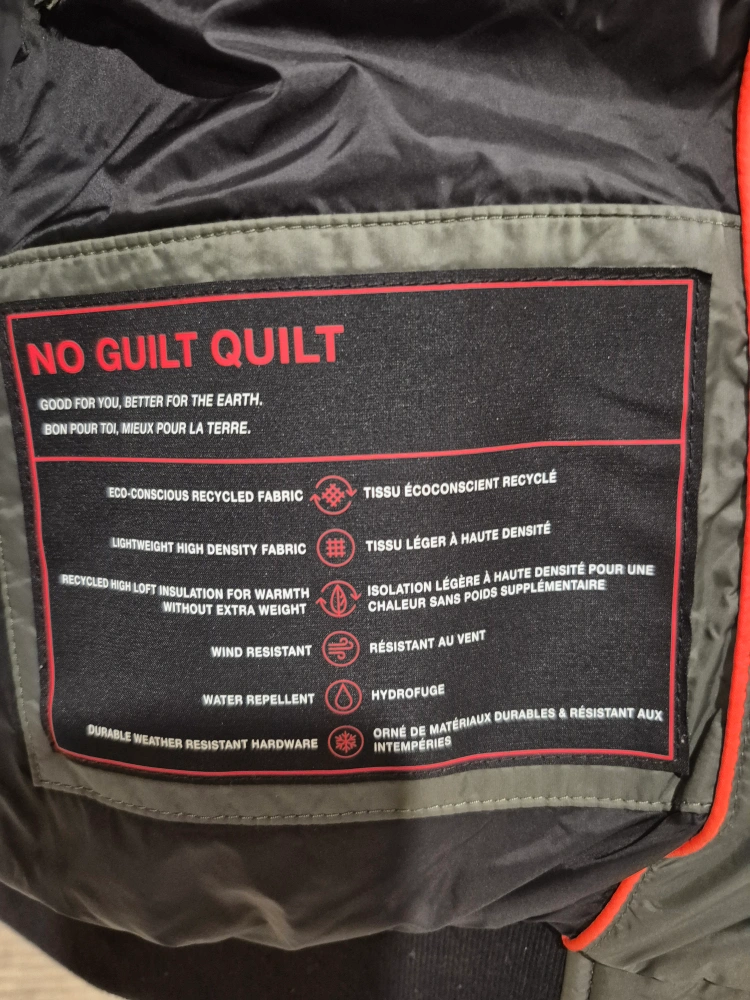 NO GUILT QUILT
GOOD FOR YOU, BETTER FOR THE EARTH.
BON POUR TOI, MIEUX POUR LA TERRE.
ECO-CONSCIOUS RECYCLED FABRIC
TISSU ÉCOCONSCIENT RECYCLÉ
LIGHTWEIGHT HIGH DENSITY FABRIC
TISSU LÉGER À HAUTE DENSITÉ
RECYCLED HIGH LOFT INSULATION FOR WARMTH
WITHOUT EXTRA WEIGHT
ISOLATION LÉGÈRE À HAUTE DENSITÉ POUR UNE
CHALEUR SANS POIDS SUPPLÉMENTAIRE
WIND RESISTANT
RÉSISTANT AU VENT
WATER REPELLENT
HYDROFUGE
DURABLE WEATHER RESISTANT HARDWARE
ORNÉ DE MATÉRIAUX DURABLES & RÉSISTANT AUX
INTEMPÉRIES